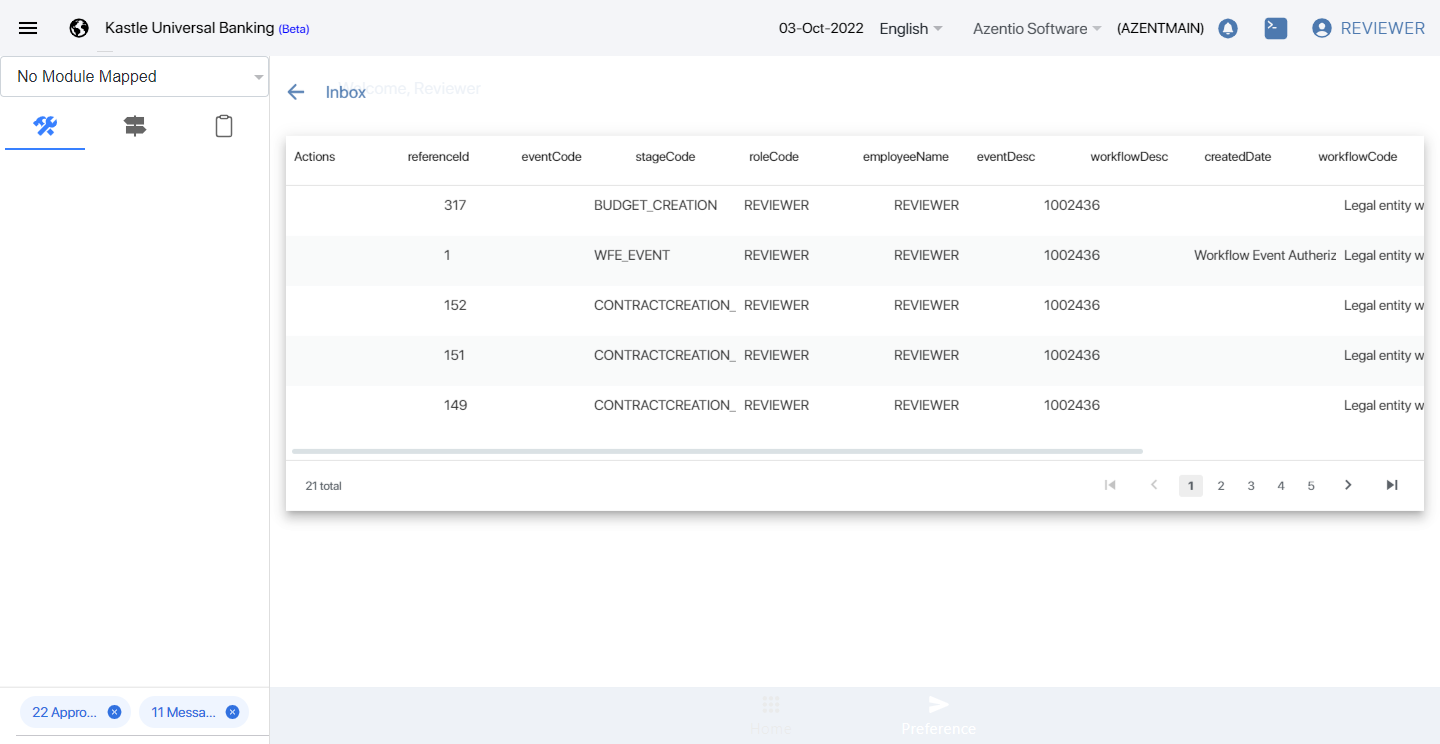 Kastle Universal Banking (Beta) 03-Oct-2022 English Azentio Software (AZENTMAIN) REVIEWER
No Module Mapped
Welcome, Reviewer
Inbox
Actions referenceId eventCode stageCode roleCode employeeName eventDesc workflowDesc createdDate workflowCode
317 BUDGET_CREATION REVIEWER REVIEWER 1002436 Legal entity w
1 WFE_EVENT REVIEWER REVIEWER 1002436 Workflow Event Autheriz Legal entity w
152 CONTRACTCREATION_ REVIEWER REVIEWER 1002436 Legal entity w
151 CONTRACTCREATION_ REVIEWER REVIEWER 1002436 Legal entity w
149 CONTRACTCREATION_ REVIEWER REVIEWER 1002436 Legal entity w
21 total 1 2 3 4 5
22 Appro... 11 Messa...
Home Preference